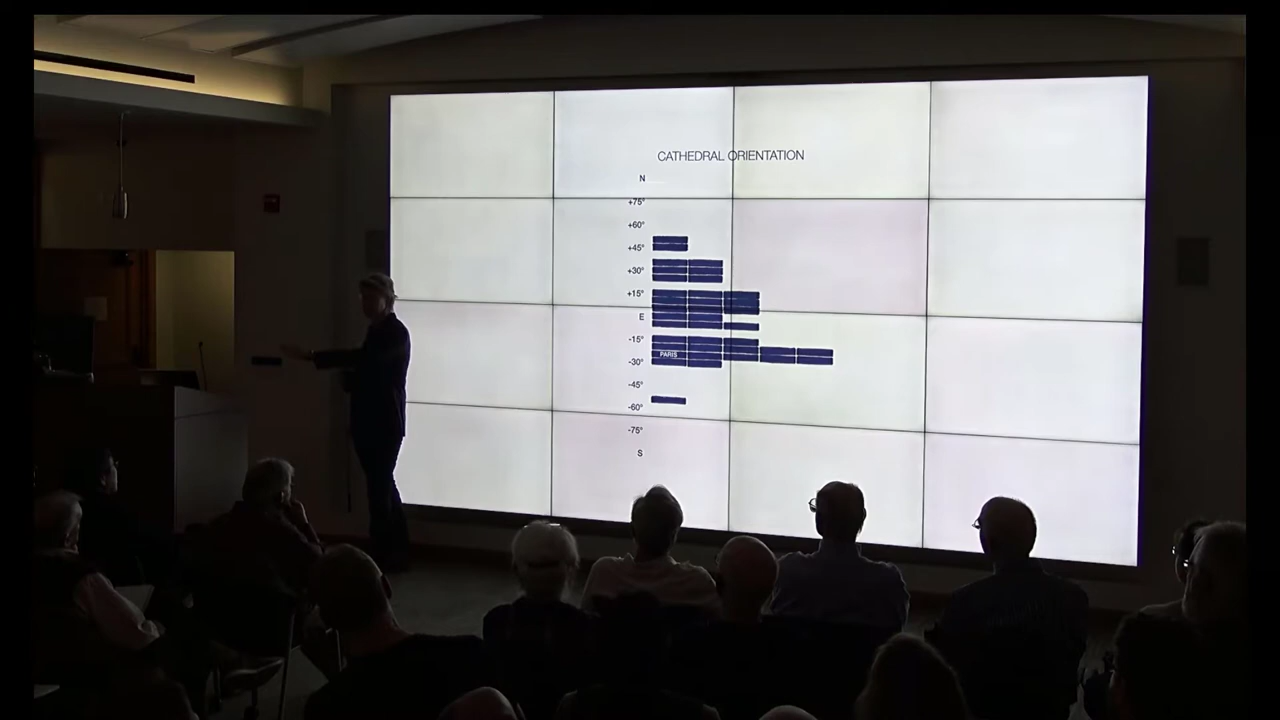 CATHEDRAL ORIENTATION
N
+75°
+60°
+45°
+30°
+15°
E
-15°
PARIS
-30°
-45°
-60°
-75°
S